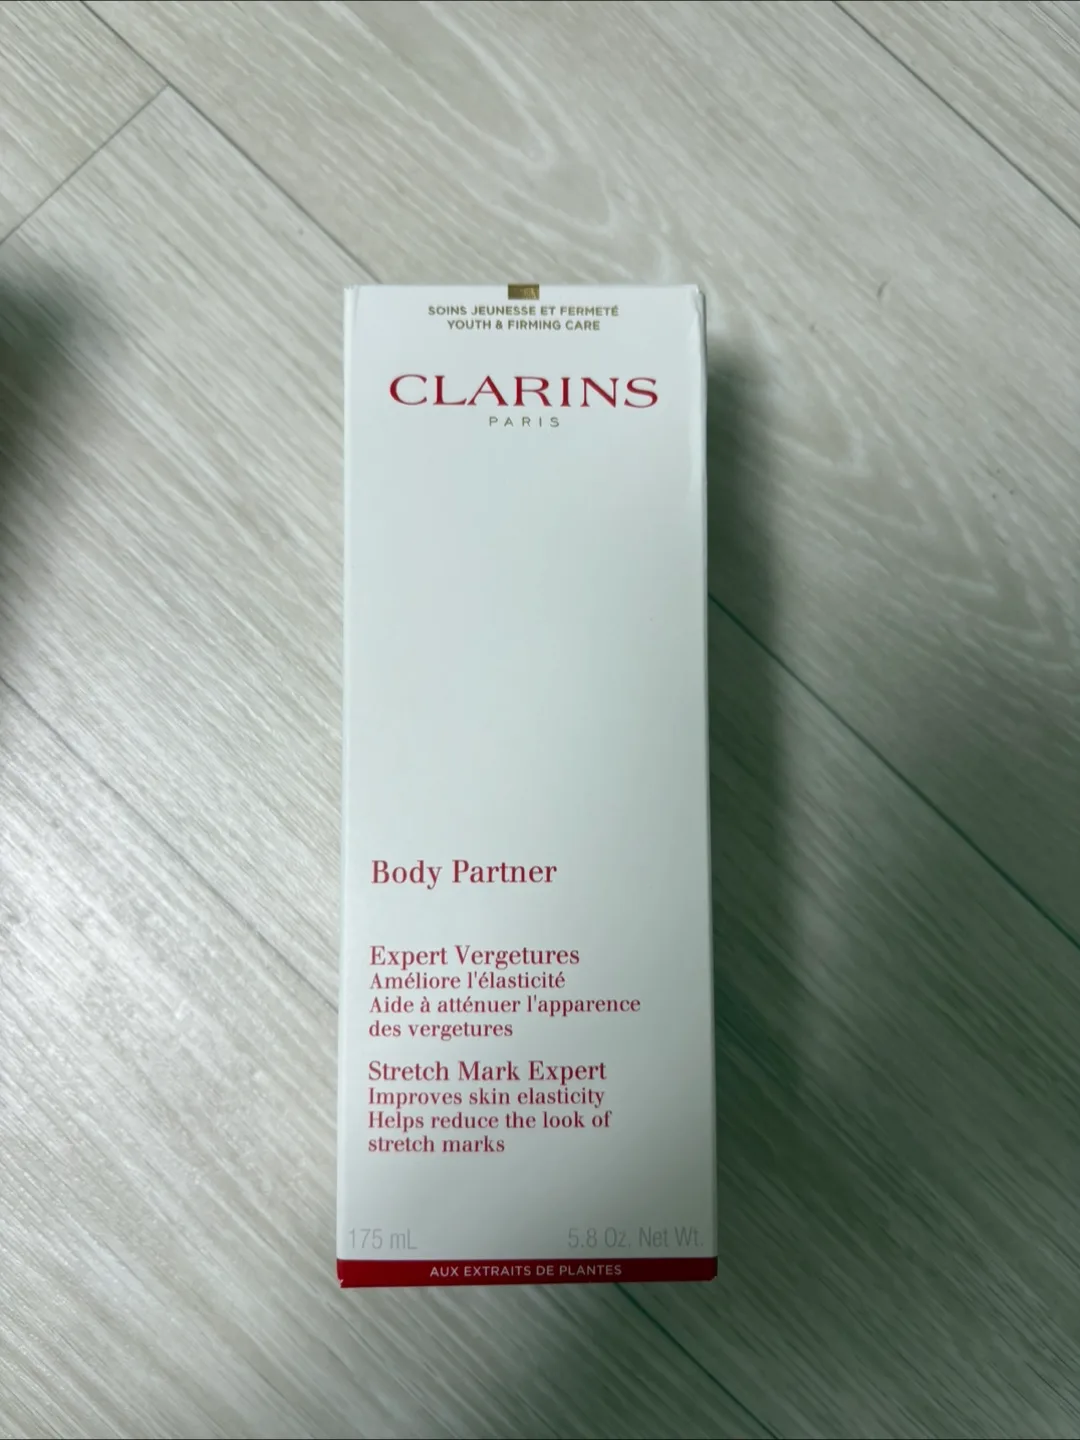 SOINS JEUNESSE ET FERMETÉ
YOUTH & FIRMING CARE
CLARINS
PARIS
Body Partner
Expert Vergetures
Améliore l'élasticité
Aide à atténuer l'apparence
des vergetures
Stretch Mark Expert
Improves skin elasticity
Helps reduce the look of
stretch marks
175 mL 5.8 Oz. Net Wt.
AUX EXTRAITS DE PLANTES